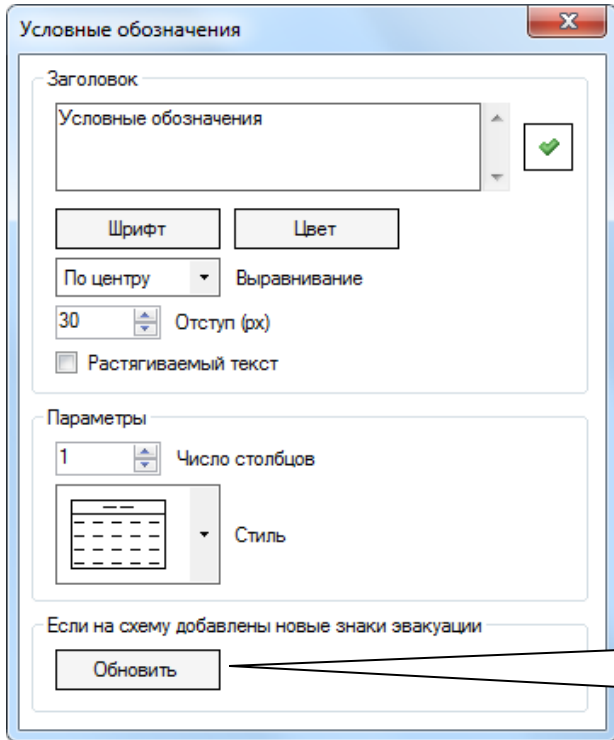 Условные обозначения
Заголовок
Условные обозначения
Шрифт
Цвет
По центру
Выравнивание
30
Отступ (px)
Растягиваемый текст
Параметры
1
Число столбцов
Стиль
Если на схему добавлены новые знаки эвакуации
Обновить